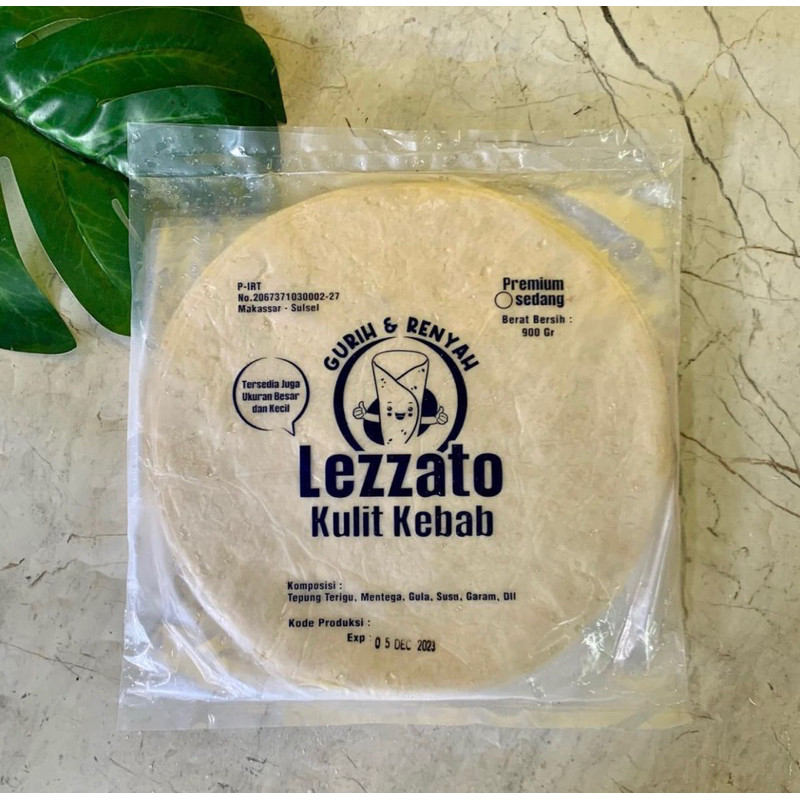 P-IRT
No.2067371030002-27
Makassar - Sulsel
Premium
sedang
Berat Bersih :
900 Gr
GURIH & RENYAH
Tersedia Juga
Ukuran Besar
dan Kecil
Lezzato
Kulit Kebab
Komposisi :
Tepung Terigu, Mentega, Gula, Susu, Garam, Dll
Kode Produksi :
Exp : 05 DEC 2023